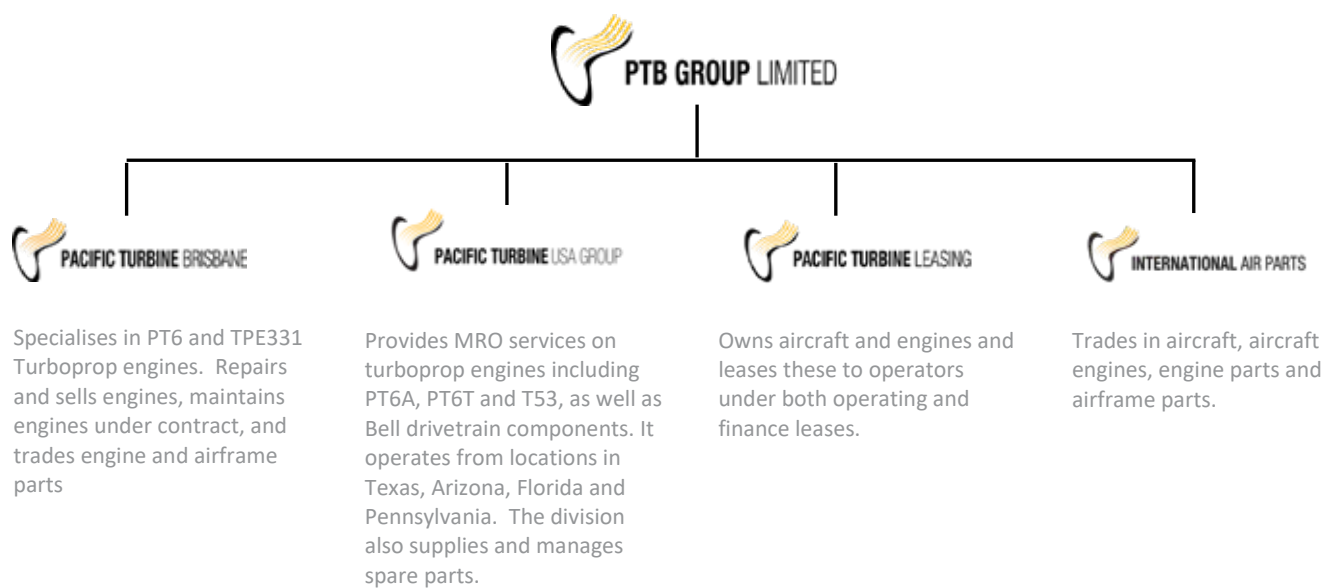 PTB GROUP LIMITED
PACIFIC TURBINE BRISBANE
Specialises in PT6 and TPE331
Turboprop engines.  Repairs
and sells engines, maintains
engines under contract, and
trades engine and airframe
parts
PACIFIC TURBINE USA GROUP
Provides MRO services on
turboprop engines including
PT6A, PT6T and T53, as well as
Bell drivetrain components. It
operates from locations in
Texas, Arizona, Florida and
Pennsylvania.  The division
also supplies and manages
spare parts.
PACIFIC TURBINE LEASING
Owns aircraft and engines and
leases these to operators
under both operating and
finance leases.
INTERNATIONAL AIR PARTS
Trades in aircraft, aircraft
engines, engine parts and
airframe parts.